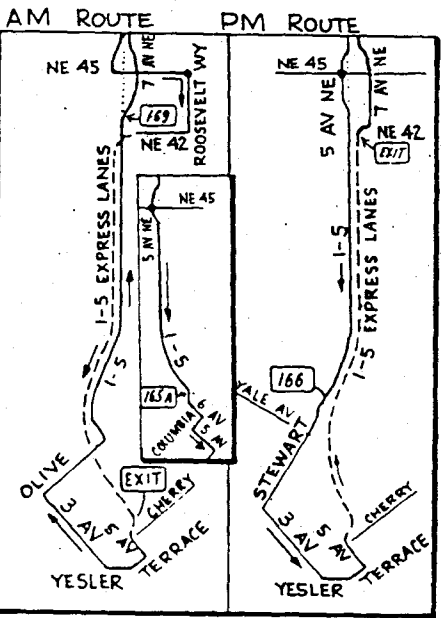 AM ROUTE
NE 45
7 AV NE
ROOSEVELT WY
169
NE 42
I-5 EXPRESS LANES
I-5
OLIVE
EXIT
CHERRY
3 AV
5 AV
YESLER
TERRACE
NE 45
5 AV NE
I-5
165A
COLUMBIA
6 AV
5 AV
PM ROUTE
NE 45
5 AV NE
7 AV NE
NE 42
EXIT
I-5
I-5 EXPRESS LANES
166
YALE AV
STEWART
3 AV
5 AV
CHERRY
YESLER
TERRACE